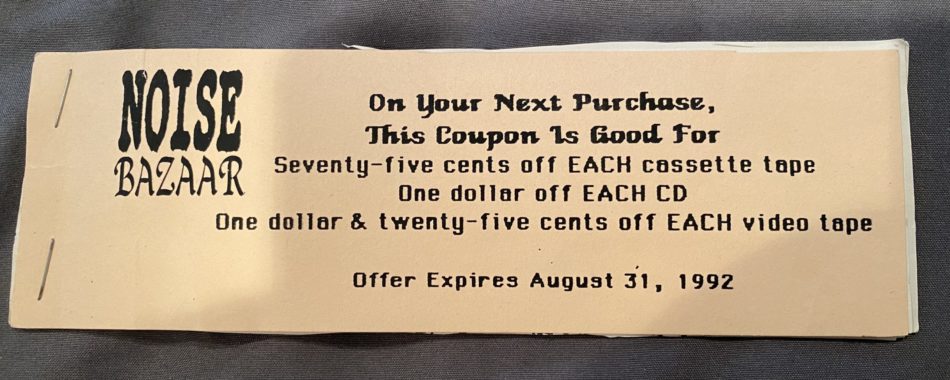 NOISE
BAZAAR
On Your Next Purchase,
This Coupon Is Good For
Seventy-five cents off EACH cassette tape
One dollar off EACH CD
One dollar & twenty-five cents off EACH video tape
Offer Expires August 31, 1992